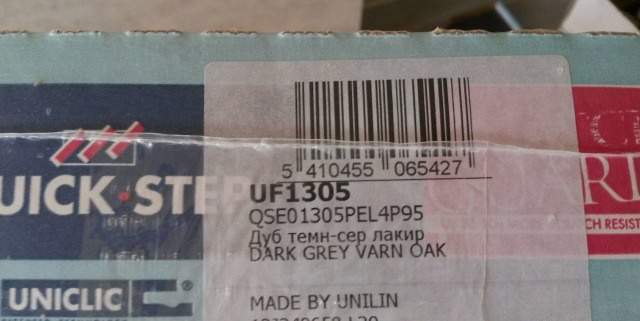 5 410455 065427
UF1305
QSE01305PEL4P95
Дуб темн-сер лакир
DARK GREY VARN OAK
MADE BY UNILIN
UICK•STEP
UNICLIC
CH RESIST